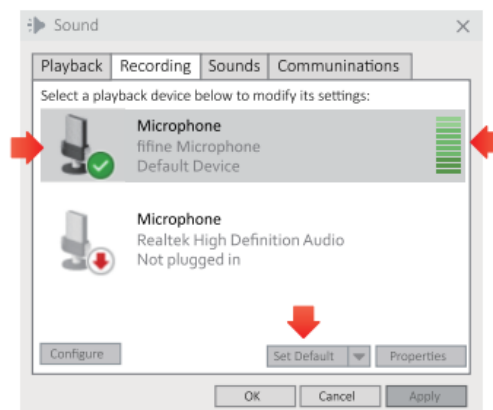 Sound
Playback Recording Sounds Communinations
Select a playback device below to modify its settings:
Microphone
fifine Microphone
Default Device
Microphone
Realtek High Definition Audio
Not plugged in
Configure Set Default Properties
OK Cancel Apply